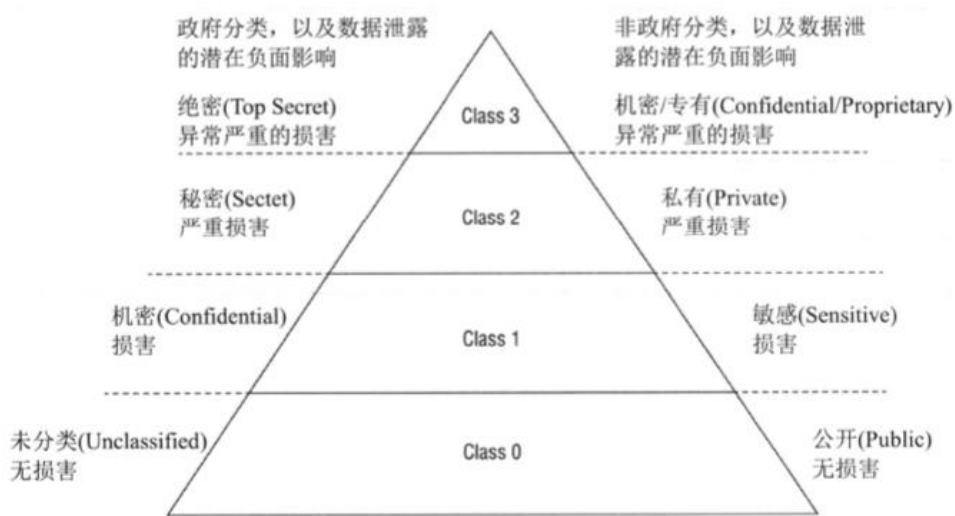 政府分类，以及数据泄露
的潜在负面影响
非政府分类，以及数据泄
露的潜在负面影响
绝密(Top Secret)
异常严重的损害
Class 3
机密/专有(Confidential/Proprietary)
异常严重的损害
秘密(Sectet)
严重损害
Class 2
私有(Private)
严重损害
机密(Confidential)
损害
Class 1
敏感(Sensitive)
损害
未分类(Unclassified)
无损害
Class 0
公开(Public)
无损害